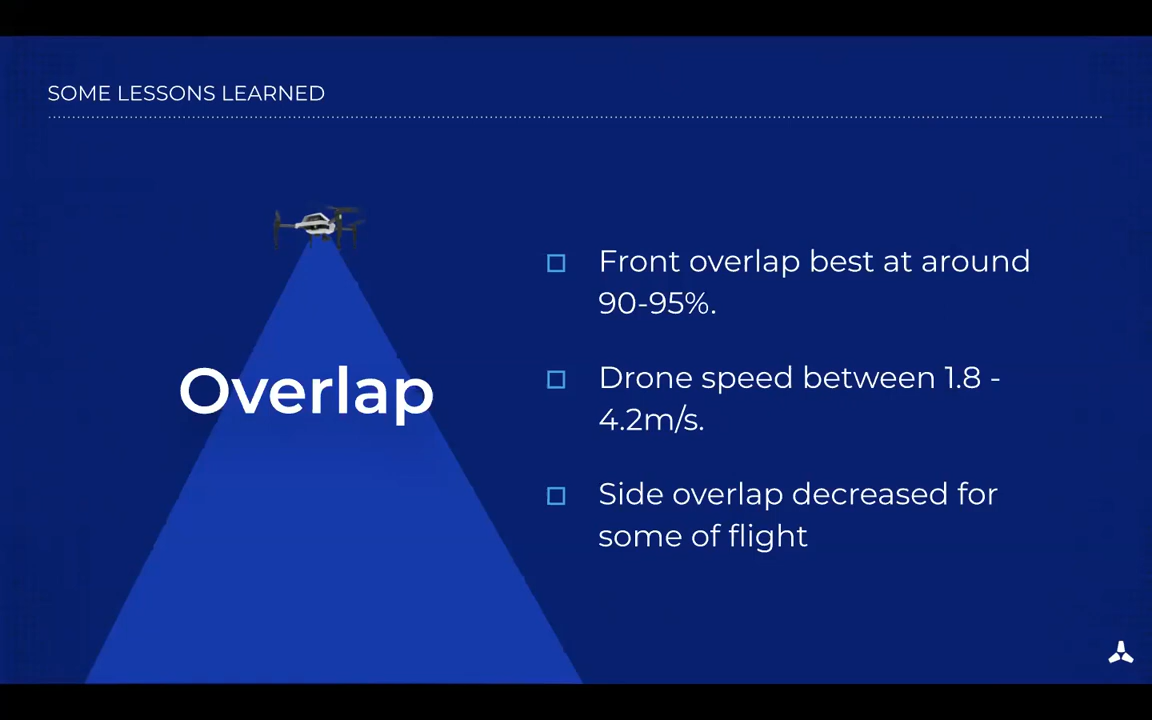 SOME LESSONS LEARNED
Overlap
Front overlap best at around
90-95%.
Drone speed between 1.8 -
4.2m/s.
Side overlap decreased for
some of flight